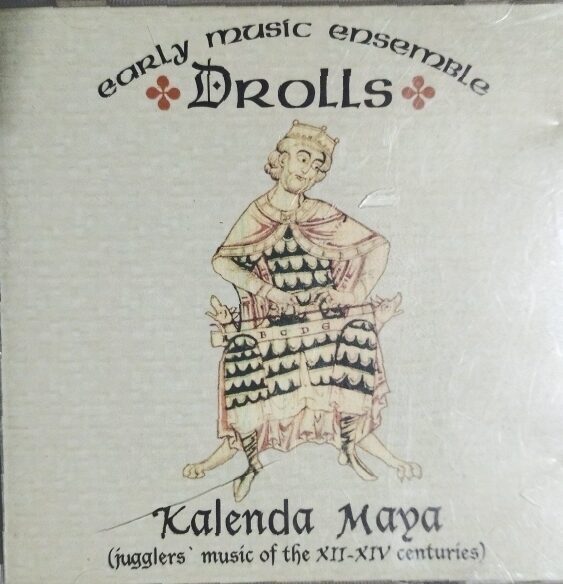 early music ensemble
Drolls
B C D G
Kalenda Maya
(jugglers` music of the XII-XIV centuries)